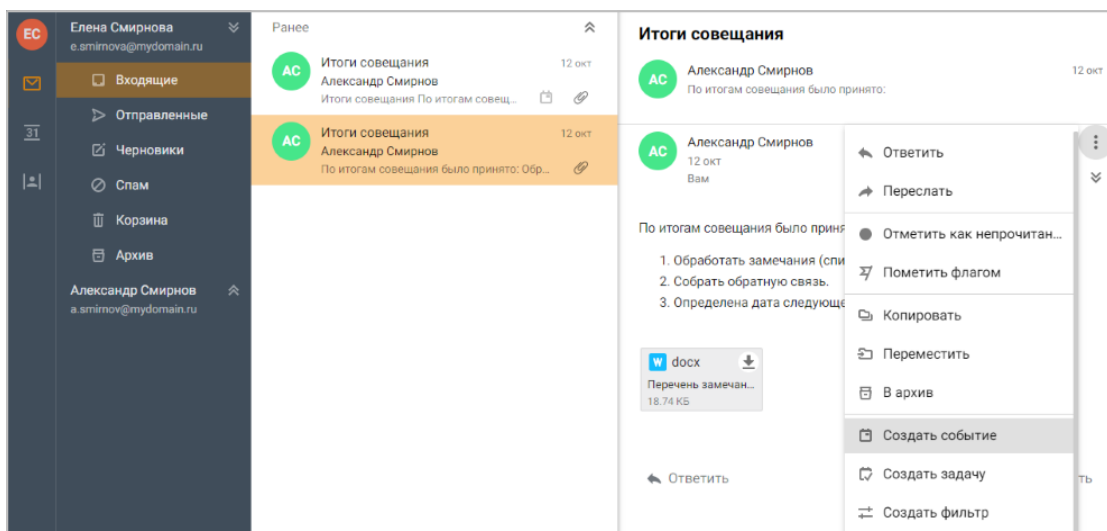 ЕС
Елена Смирнова
e.smirnova@mydomain.ru
Входящие
Отправленные
31
Черновики
Спам
Корзина
Архив
Александр Смирнов
a.smirnov@mydomain.ru
Ранее
АС
Итоги совещания
12 окт
Александр Смирнов
Итоги совещания По итогам совещ...
АС
Итоги совещания
12 окт
Александр Смирнов
По итогам совещания было принято: Обр...
Итоги совещания
АС
Александр Смирнов
12 окт
По итогам совещания было принято:
АС
Александр Смирнов
12 окт
Вам
По итогам совещания было приня
1. Обработать замечания (спи
2. Собрать обратную связь.
3. Определена дата следующе
W docx
Перечень замечан...
18.74 КБ
Ответить
ть
Ответить
Переслать
Отметить как непрочитан...
Пометить флагом
Копировать
Переместить
В архив
Создать событие
Создать задачу
Создать фильтр